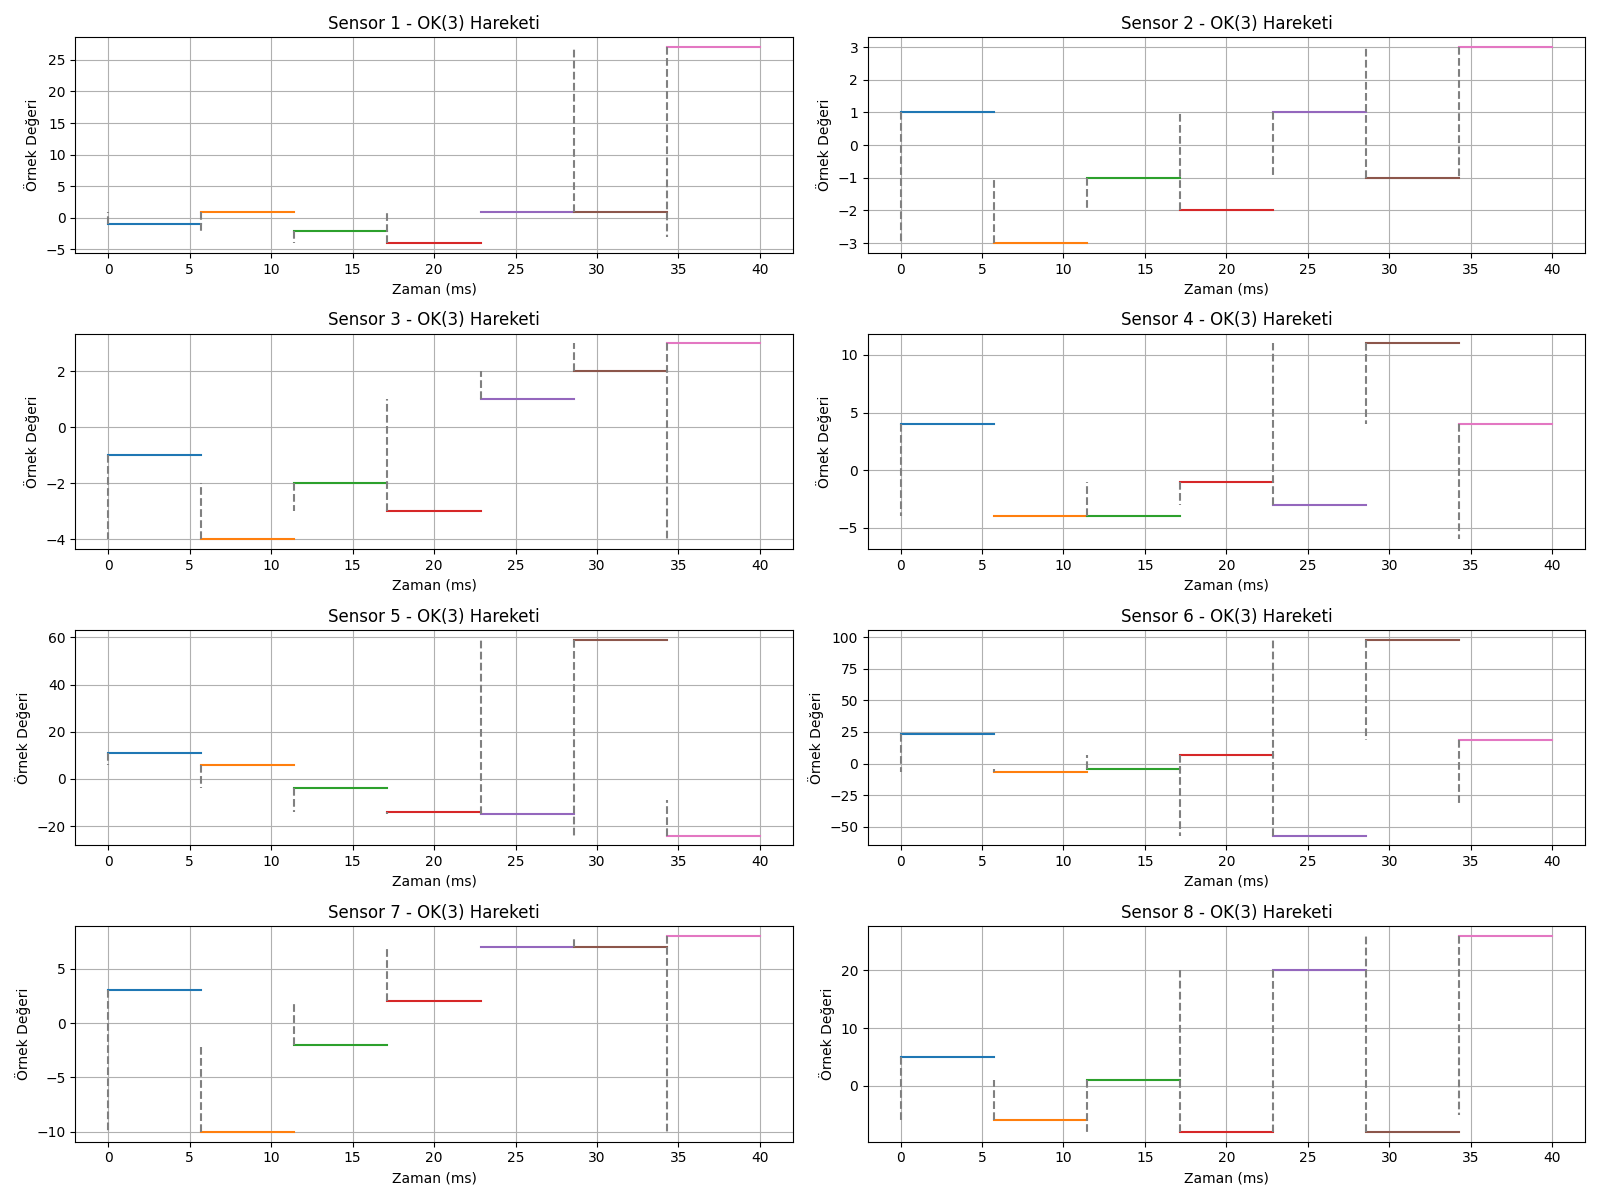 Sensor 1 - OK(3) Hareketi
Örnek Değeri
25
20
15
10
5
0
−5
0 5 10 15 20 25 30 35 40
Zaman (ms)
Sensor 2 - OK(3) Hareketi
Örnek Değeri
3
2
1
0
−1
−2
−3
0 5 10 15 20 25 30 35 40
Zaman (ms)
Sensor 3 - OK(3) Hareketi
Örnek Değeri
2
0
−2
−4
0 5 10 15 20 25 30 35 40
Zaman (ms)
Sensor 4 - OK(3) Hareketi
Örnek Değeri
10
5
0
−5
0 5 10 15 20 25 30 35 40
Zaman (ms)
Sensor 5 - OK(3) Hareketi
Örnek Değeri
60
40
20
0
−20
0 5 10 15 20 25 30 35 40
Zaman (ms)
Sensor 6 - OK(3) Hareketi
Örnek Değeri
100
75
50
25
0
−25
−50
0 5 10 15 20 25 30 35 40
Zaman (ms)
Sensor 7 - OK(3) Hareketi
Örnek Değeri
5
0
−5
−10
0 5 10 15 20 25 30 35 40
Zaman (ms)
Sensor 8 - OK(3) Hareketi
Örnek Değeri
20
10
0
0 5 10 15 20 25 30 35 40
Zaman (ms)